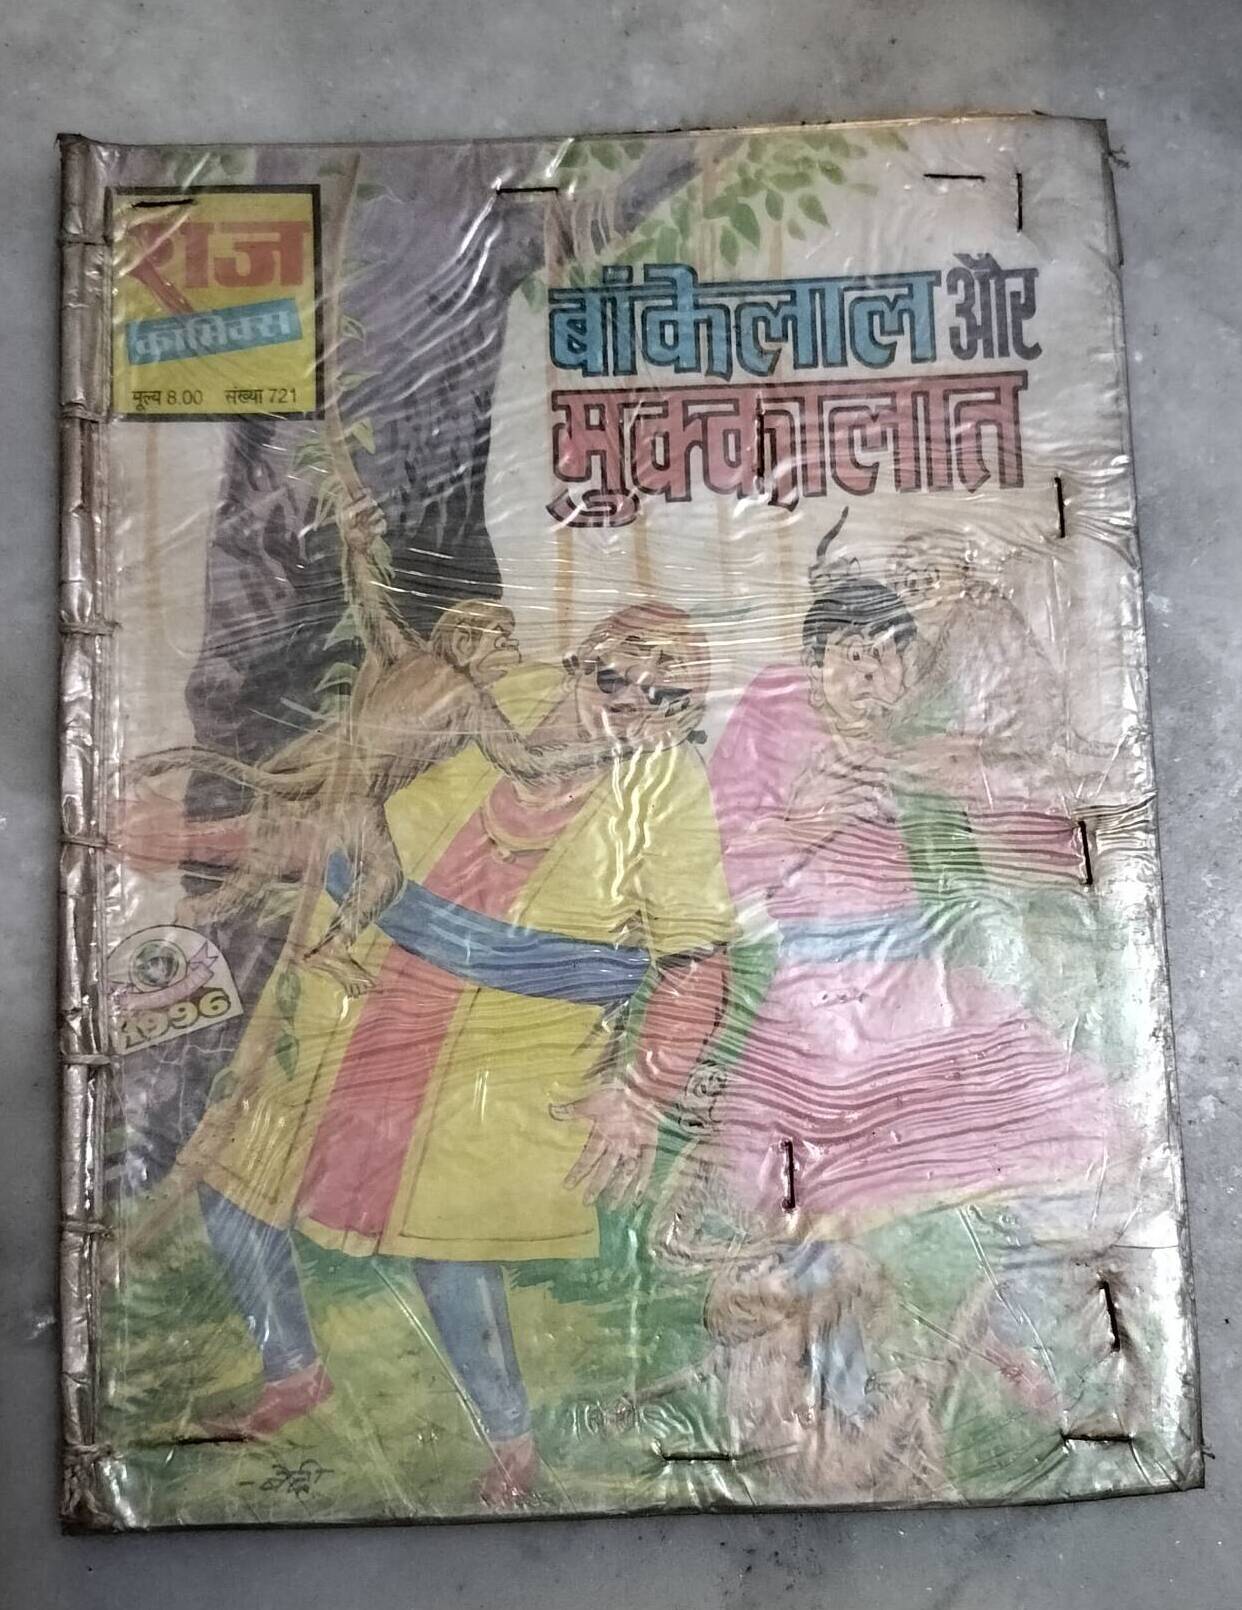 राज
कॉमिक्स
मूल्य 8.00 संख्या 721
बांकेलाल और
मुक्कालात
1996